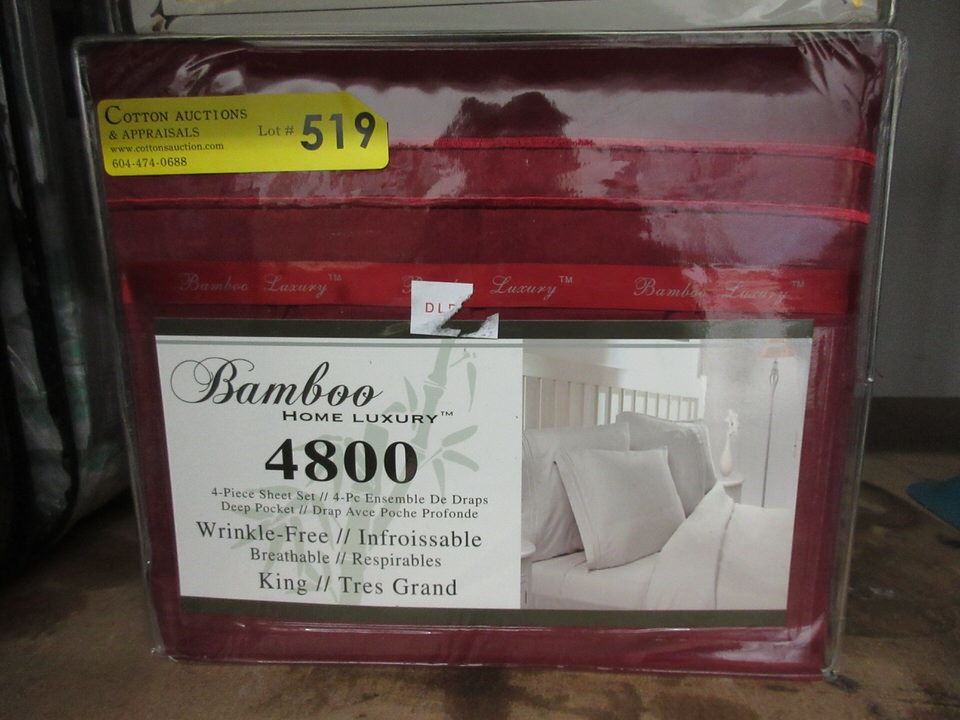 COTTON AUCTIONS
& APPRAISALS
www.cottonsauction.com
604-474-0688
Lot # 519
Bamboo Luxury™ Luxury™ Bamboo Luxury™
DL
Bamboo
HOME LUXURY™
4800
4-Piece Sheet Set // 4-Pc Ensemble De Draps
Deep Pocket // Drap Avec Poche Profonde
Wrinkle-Free // Infroissable
Breathable // Respirables
King // Tres Grand